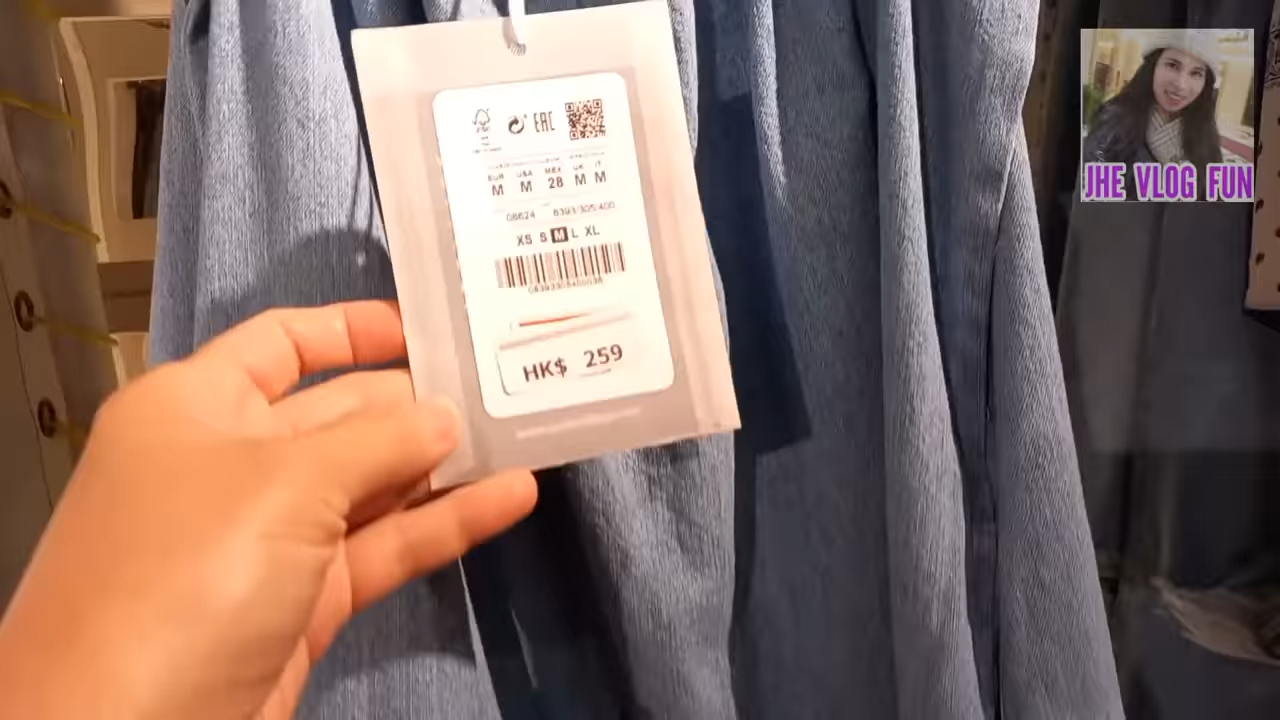 EAC
EUR USA MEX UK IT
M M 28 M M
08624 8393/305/400
XS S M L XL
HK$ 259
JHE VLOG FUN